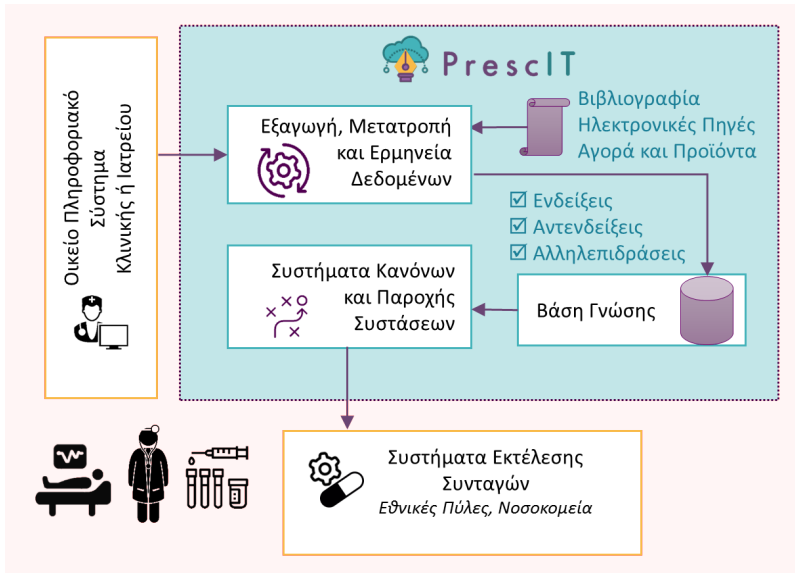 Οικείο Πληροφοριακό
Σύστημα
Κλινικής ή Ιατρείου
PrescIT
Εξαγωγή, Μετατροπή
και Ερμηνεία
Δεδομένων
Βιβλιογραφία
Ηλεκτρονικές Πηγές
Αγορά και Προϊόντα
Ενδείξεις
Αντενδείξεις
Αλληλεπιδράσεις
Συστήματα Κανόνων
και Παροχής
Συστάσεων
Βάση Γνώσης
Συστήματα Εκτέλεσης
Συνταγών
Εθνικές Πύλες, Νοσοκομεία